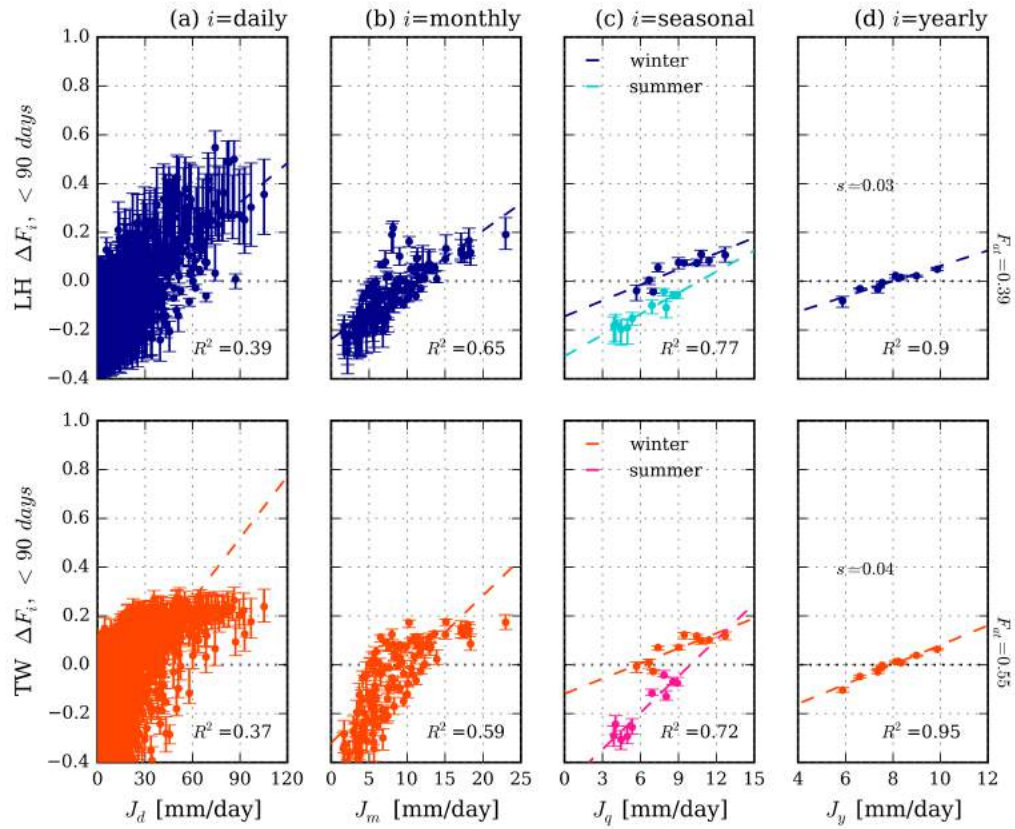 (a) i=daily (b) i=monthly (c) i=seasonal (d) i=yearly
LH ΔF_i, < 90 days
1.0
0.8
0.6
0.4
0.2
0.0
−0.2
−0.4
R² =0.39
R² =0.65
winter
summer
R² =0.77
s=0.03
R² =0.9
F_at =0.39
TW ΔF_i, < 90 days
1.0
0.8
0.6
0.4
0.2
0.0
−0.2
−0.4
R² =0.37
R² =0.59
winter
summer
R² =0.72
s=0.04
R² =0.95
F_at =0.55
0 30 60 90 120
0 5 10 15 20 25
0 3 6 9 12 15
4 6 8 10 12
J_d [mm/day] J_m [mm/day] J_q [mm/day] J_y [mm/day]